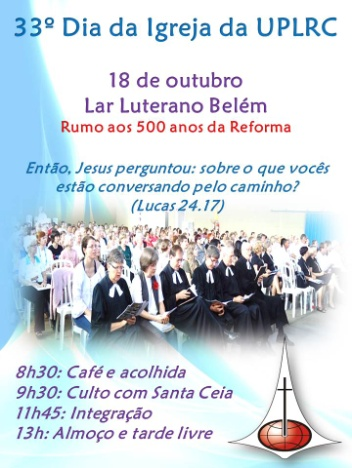 33º Dia da Igreja da UPLRC
18 de outubro
Lar Luterano Belém
Rumo aos 500 anos da Reforma
Então, Jesus perguntou: sobre o que vocês
estão conversando pelo caminho?
(Lucas 24.17)
8h30: Café e acolhida
9h30: Culto com Santa Ceia
11h45: Integração
13h: Almoço e tarde livre